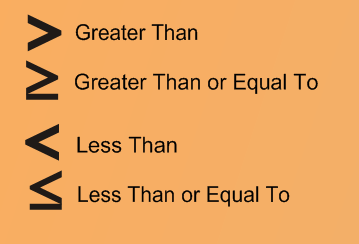 > Greater Than
≥ Greater Than or Equal To
< Less Than
≤ Less Than or Equal To